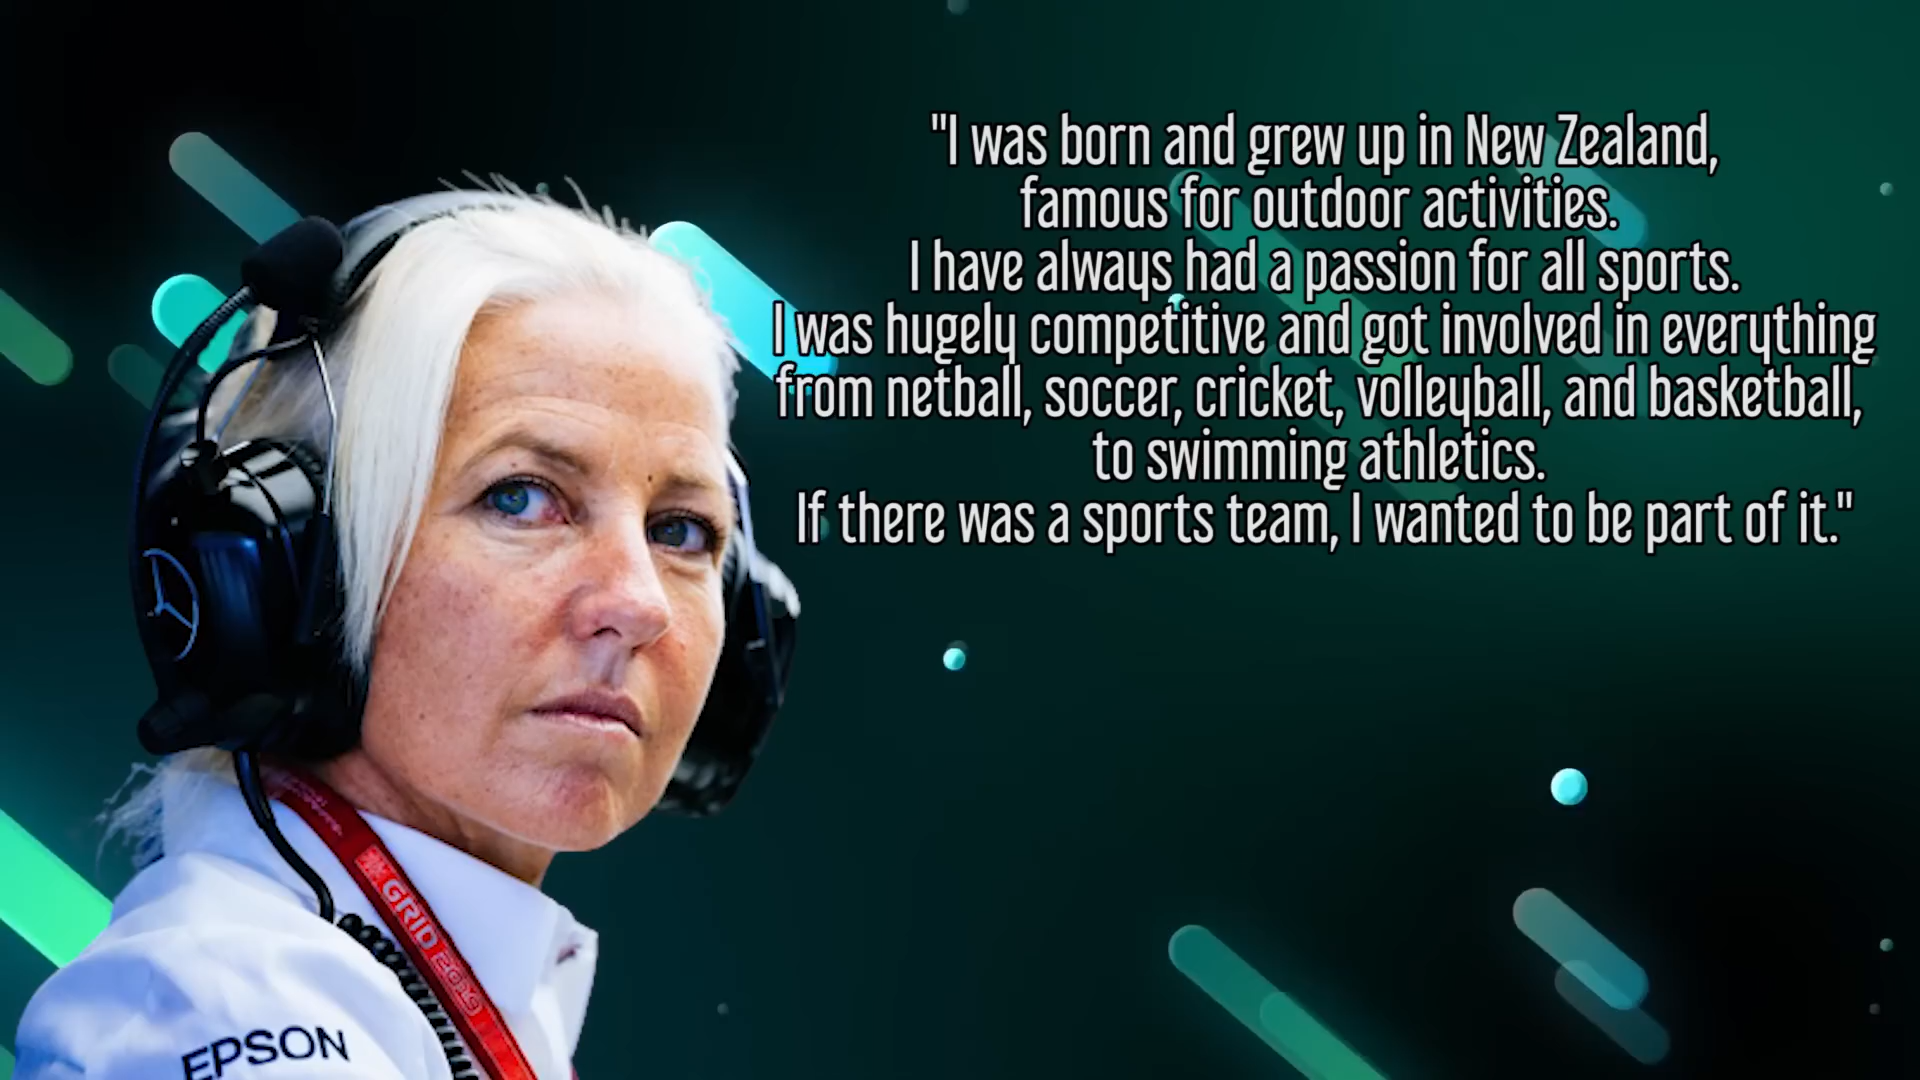 "I was born and grew up in New Zealand,
famous for outdoor activities.
I have always had a passion for all sports.
I was hugely competitive and got involved in everything
from netball, soccer, cricket, volleyball, and basketball,
to swimming athletics.
If there was a sports team, I wanted to be part of it."
GRID 2019
EPSON